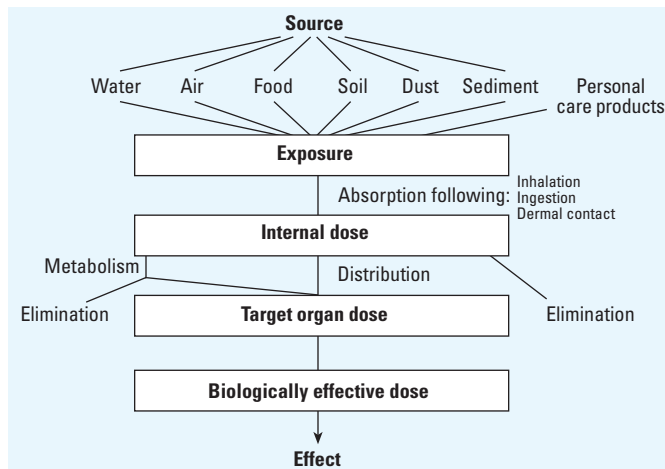 Source
Water Air Food Soil Dust Sediment Personal
care products
Exposure
Absorption following: Inhalation
Ingestion
Dermal contact
Internal dose
Metabolism
Distribution
Elimination
Target organ dose
Elimination
Biologically effective dose
Effect